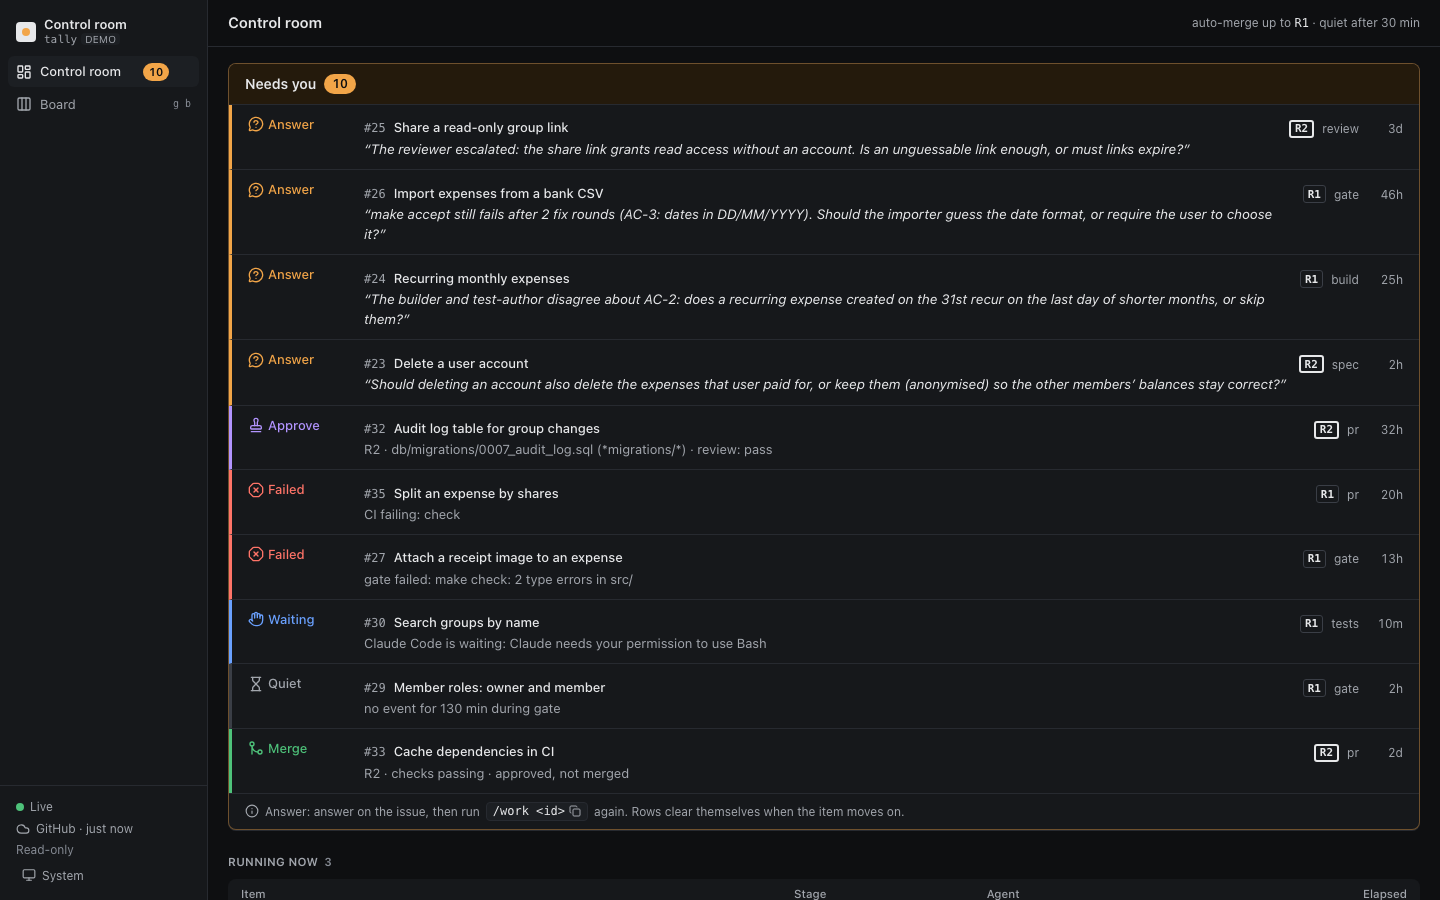 Control room
tally DEMO
Control room 10
Board g b
Live
GitHub · just now
Read-only
System
Control room
auto-merge up to R1 · quiet after 30 min
Needs you 10
Answer #25 Share a read-only group link R2 review 3d
“The reviewer escalated: the share link grants read access without an account. Is an unguessable link enough, or must links expire?”
Answer #26 Import expenses from a bank CSV R1 gate 46h
“make accept still fails after 2 fix rounds (AC-3: dates in DD/MM/YYYY). Should the importer guess the date format, or require the user to choose
it?”
Answer #24 Recurring monthly expenses R1 build 25h
“The builder and test-author disagree about AC-2: does a recurring expense created on the 31st recur on the last day of shorter months, or skip
them?”
Answer #23 Delete a user account R2 spec 2h
“Should deleting an account also delete the expenses that user paid for, or keep them (anonymised) so the other members’ balances stay correct?”
Approve #32 Audit log table for group changes R2 pr 32h
R2 · db/migrations/0007_audit_log.sql (*migrations/*) · review: pass
Failed #35 Split an expense by shares R1 pr 20h
CI failing: check
Failed #27 Attach a receipt image to an expense R1 gate 13h
gate failed: make check: 2 type errors in src/
Waiting #30 Search groups by name R1 tests 10m
Claude Code is waiting: Claude needs your permission to use Bash
Quiet #29 Member roles: owner and member R1 gate 2h
no event for 130 min during gate
Merge #33 Cache dependencies in CI R2 pr 2d
R2 · checks passing · approved, not merged
Answer: answer on the issue, then run /work <id> again. Rows clear themselves when the item moves on.
RUNNING NOW 3
Item Stage Agent Elapsed